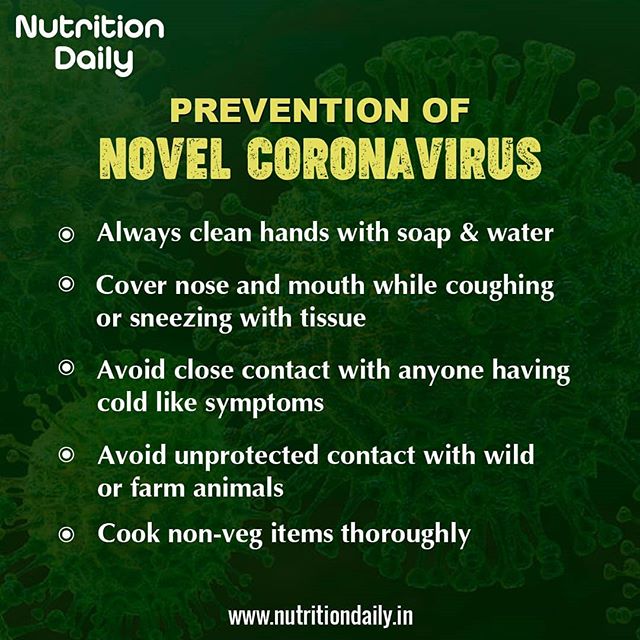 Nutrition
Daily
PREVENTION OF
NOVEL CORONAVIRUS
Always clean hands with soap & water
Cover nose and mouth while coughing
or sneezing with tissue
Avoid close contact with anyone having
cold like symptoms
Avoid unprotected contact with wild
or farm animals
Cook non-veg items thoroughly
www.nutritiondaily.in